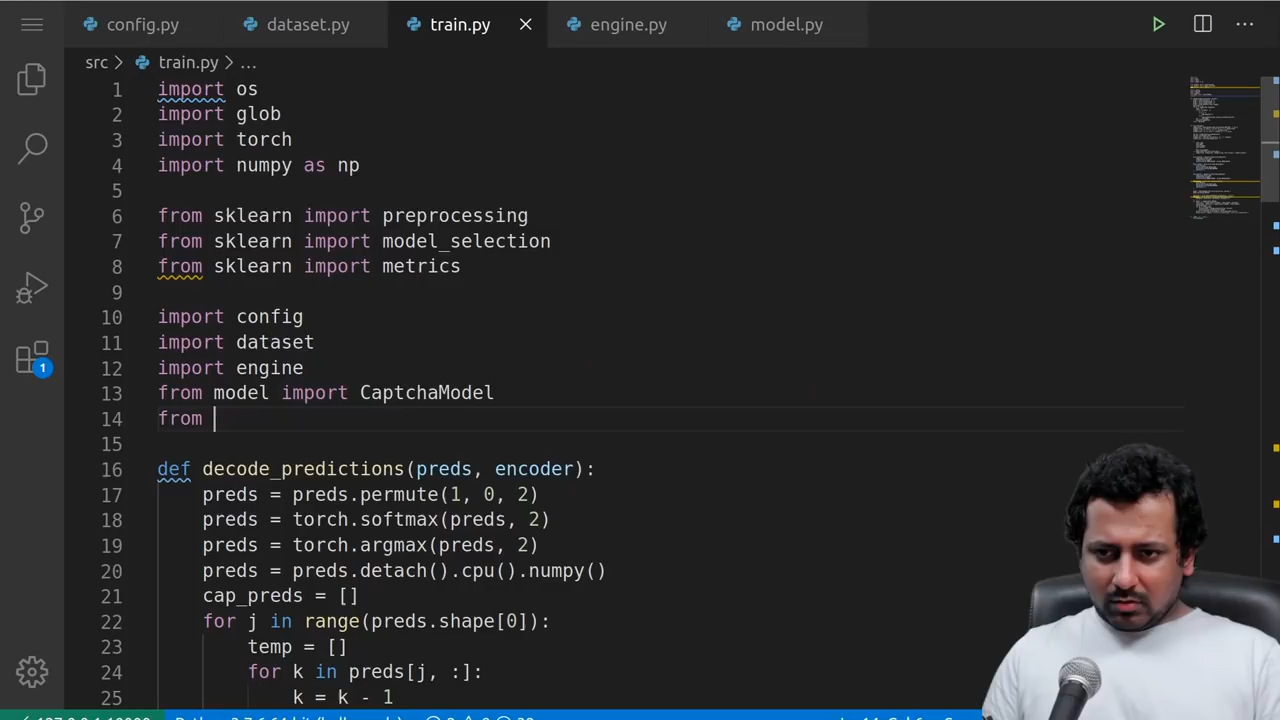 config.py dataset.py train.py engine.py model.py
src > train.py > ...
1 import os
2 import glob
3 import torch
4 import numpy as np
5
6 from sklearn import preprocessing
7 from sklearn import model_selection
8 from sklearn import metrics
9
10 import config
11 import dataset
12 import engine
13 from model import CaptchaModel
14 from
15
16 def decode_predictions(preds, encoder):
17 preds = preds.permute(1, 0, 2)
18 preds = torch.softmax(preds, 2)
19 preds = torch.argmax(preds, 2)
20 preds = preds.detach().cpu().numpy()
21 cap_preds = []
22 for j in range(preds.shape[0]):
23 temp = []
24 for k in preds[j, :]:
25 k = k - 1
1